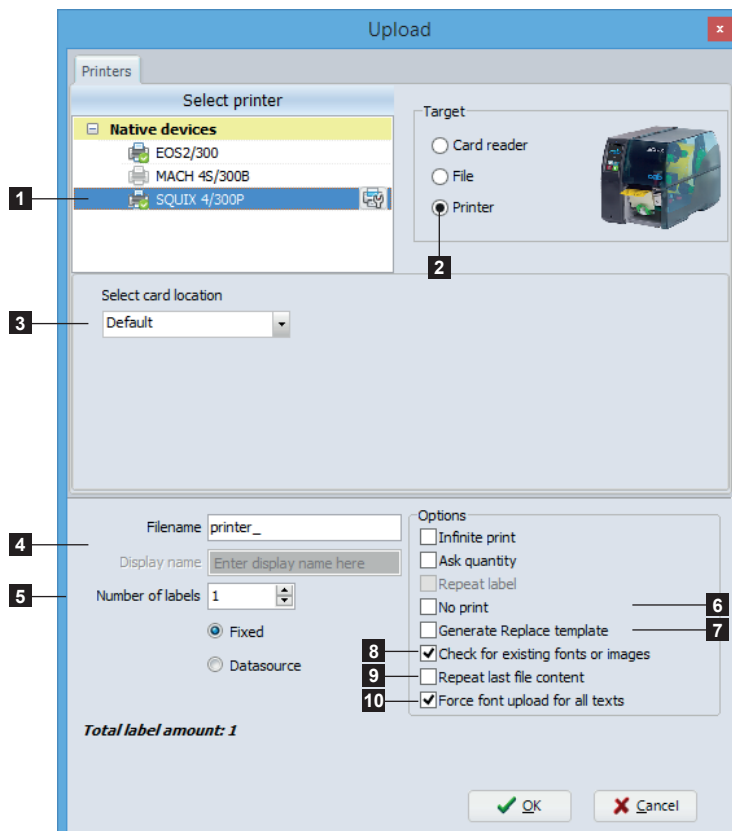 Upload
x
Printers
Select printer
Target
Native devices
EOS2/300
Card reader
MACH 4S/300B
File
1
SQUIX 4/300P
Printer
2
Select card location
3
Default
Filename
printer_
Options
Infinite print
4
Display name
Enter display name here
Ask quantity
Repeat label
5
Number of labels
1
No print
6
Fixed
Generate Replace template
7
8
Check for existing fonts or images
Datasource
9
Repeat last file content
10
Force font upload for all texts
Total label amount: 1
OK
Cancel